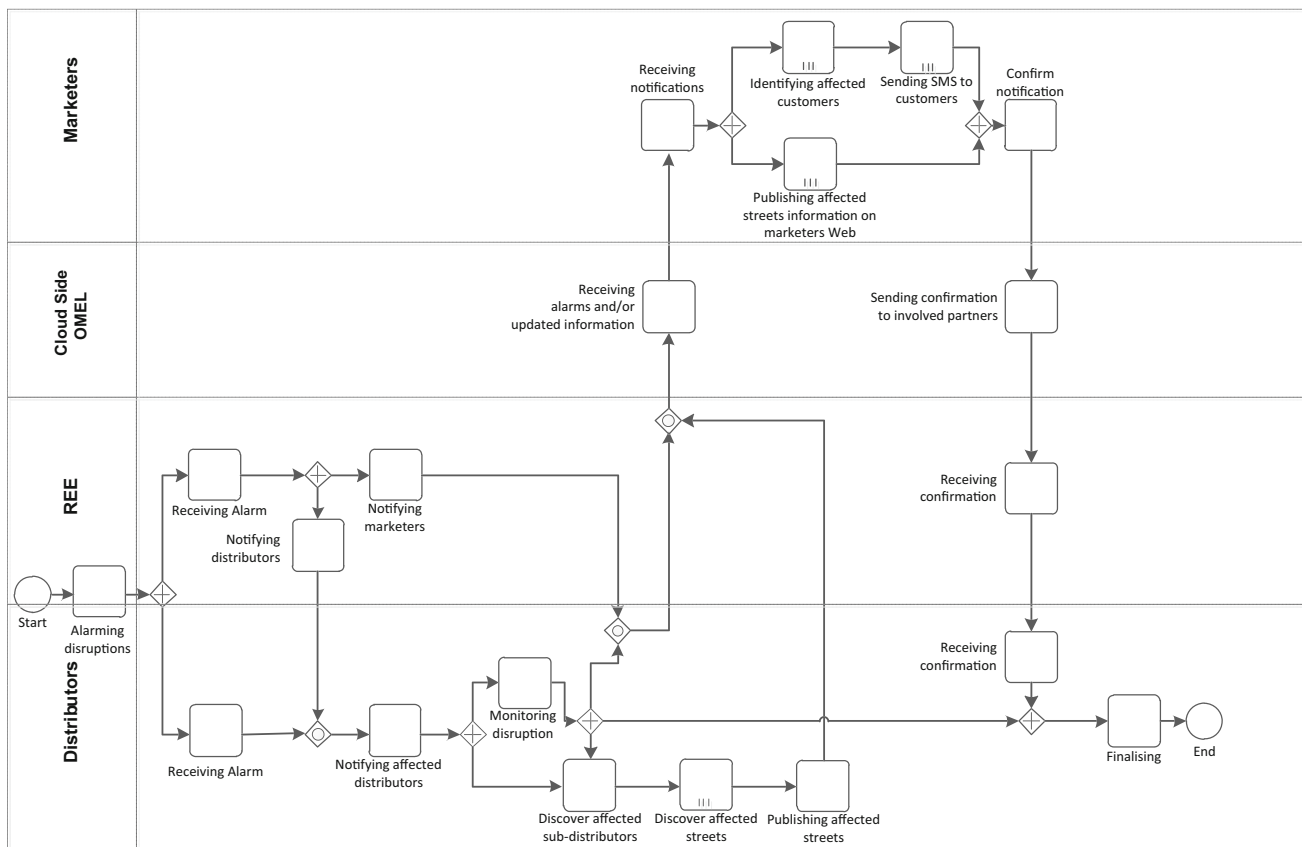 Marketers
Receiving
notifications
Identifying affected
customers
Sending SMS to
customers
Confirm
notification
Publishing affected
streets information on
marketers Web
Cloud Side
OMEL
Receiving
alarms and/or
updated information
Sending confirmation
to involved partners
REE
Receiving Alarm
Notifying
marketers
Notifying
distributors
Receiving
confirmation
Start
Alarming
disruptions
Distributors
Receiving Alarm
Notifying affected
distributors
Monitoring
disruption
Discover affected
sub-distributors
Discover affected
streets
Publishing affected
streets
Receiving
confirmation
Finalising
End